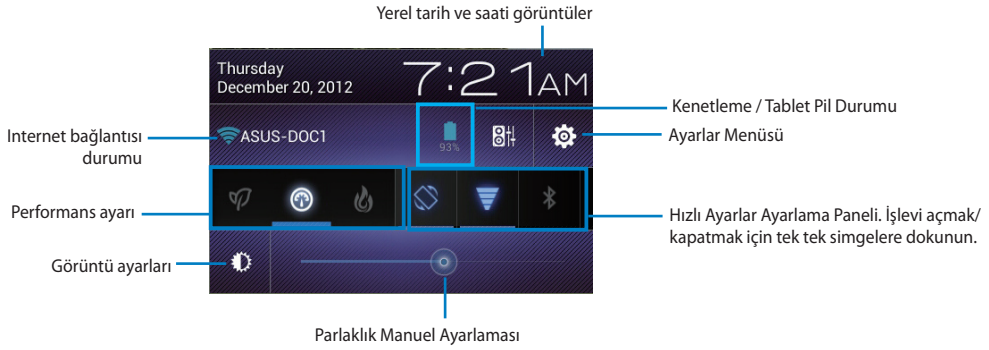 Yerel tarih ve saati görüntüler
Thursday
December 20, 2012
7:21AM
Kenetleme / Tablet Pil Durumu
Internet bağlantısı
durumu
ASUS-DOC1
93%
Ayarlar Menüsü
Performans ayarı
Hızlı Ayarlar Ayarlama Paneli. İşlevi açmak/
kapatmak için tek tek simgelere dokunun.
Görüntü ayarları
Parlaklık Manuel Ayarlaması